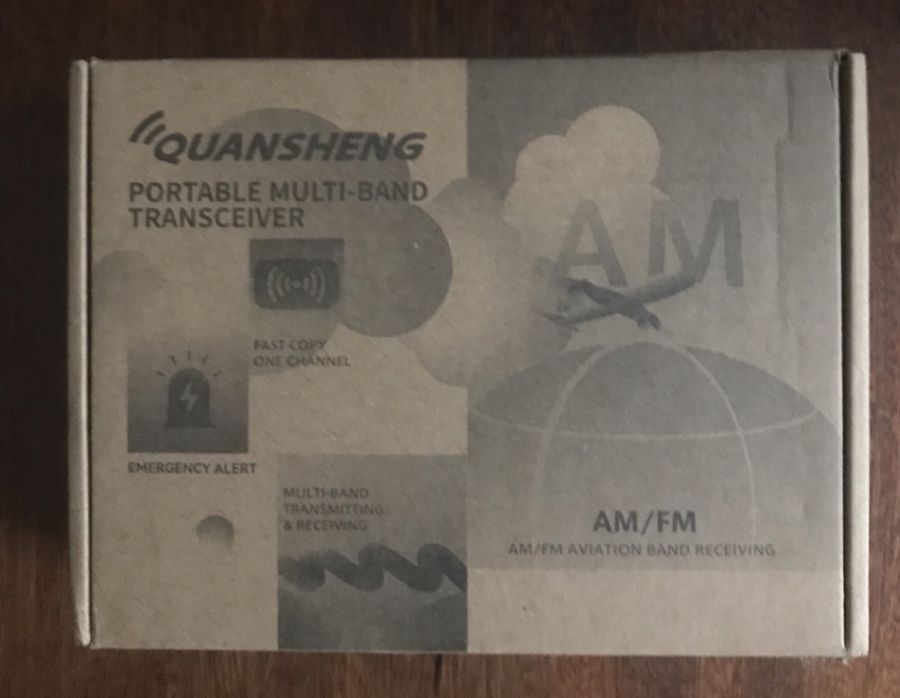 QUANSHENG
PORTABLE MULTI-BAND
TRANSCEIVER
AM
FAST COPY
ONE CHANNEL
EMERGENCY ALERT
MULTI-BAND
TRANSMITTING
& RECEIVING
AM/FM
AM/FM AVIATION BAND RECEIVING